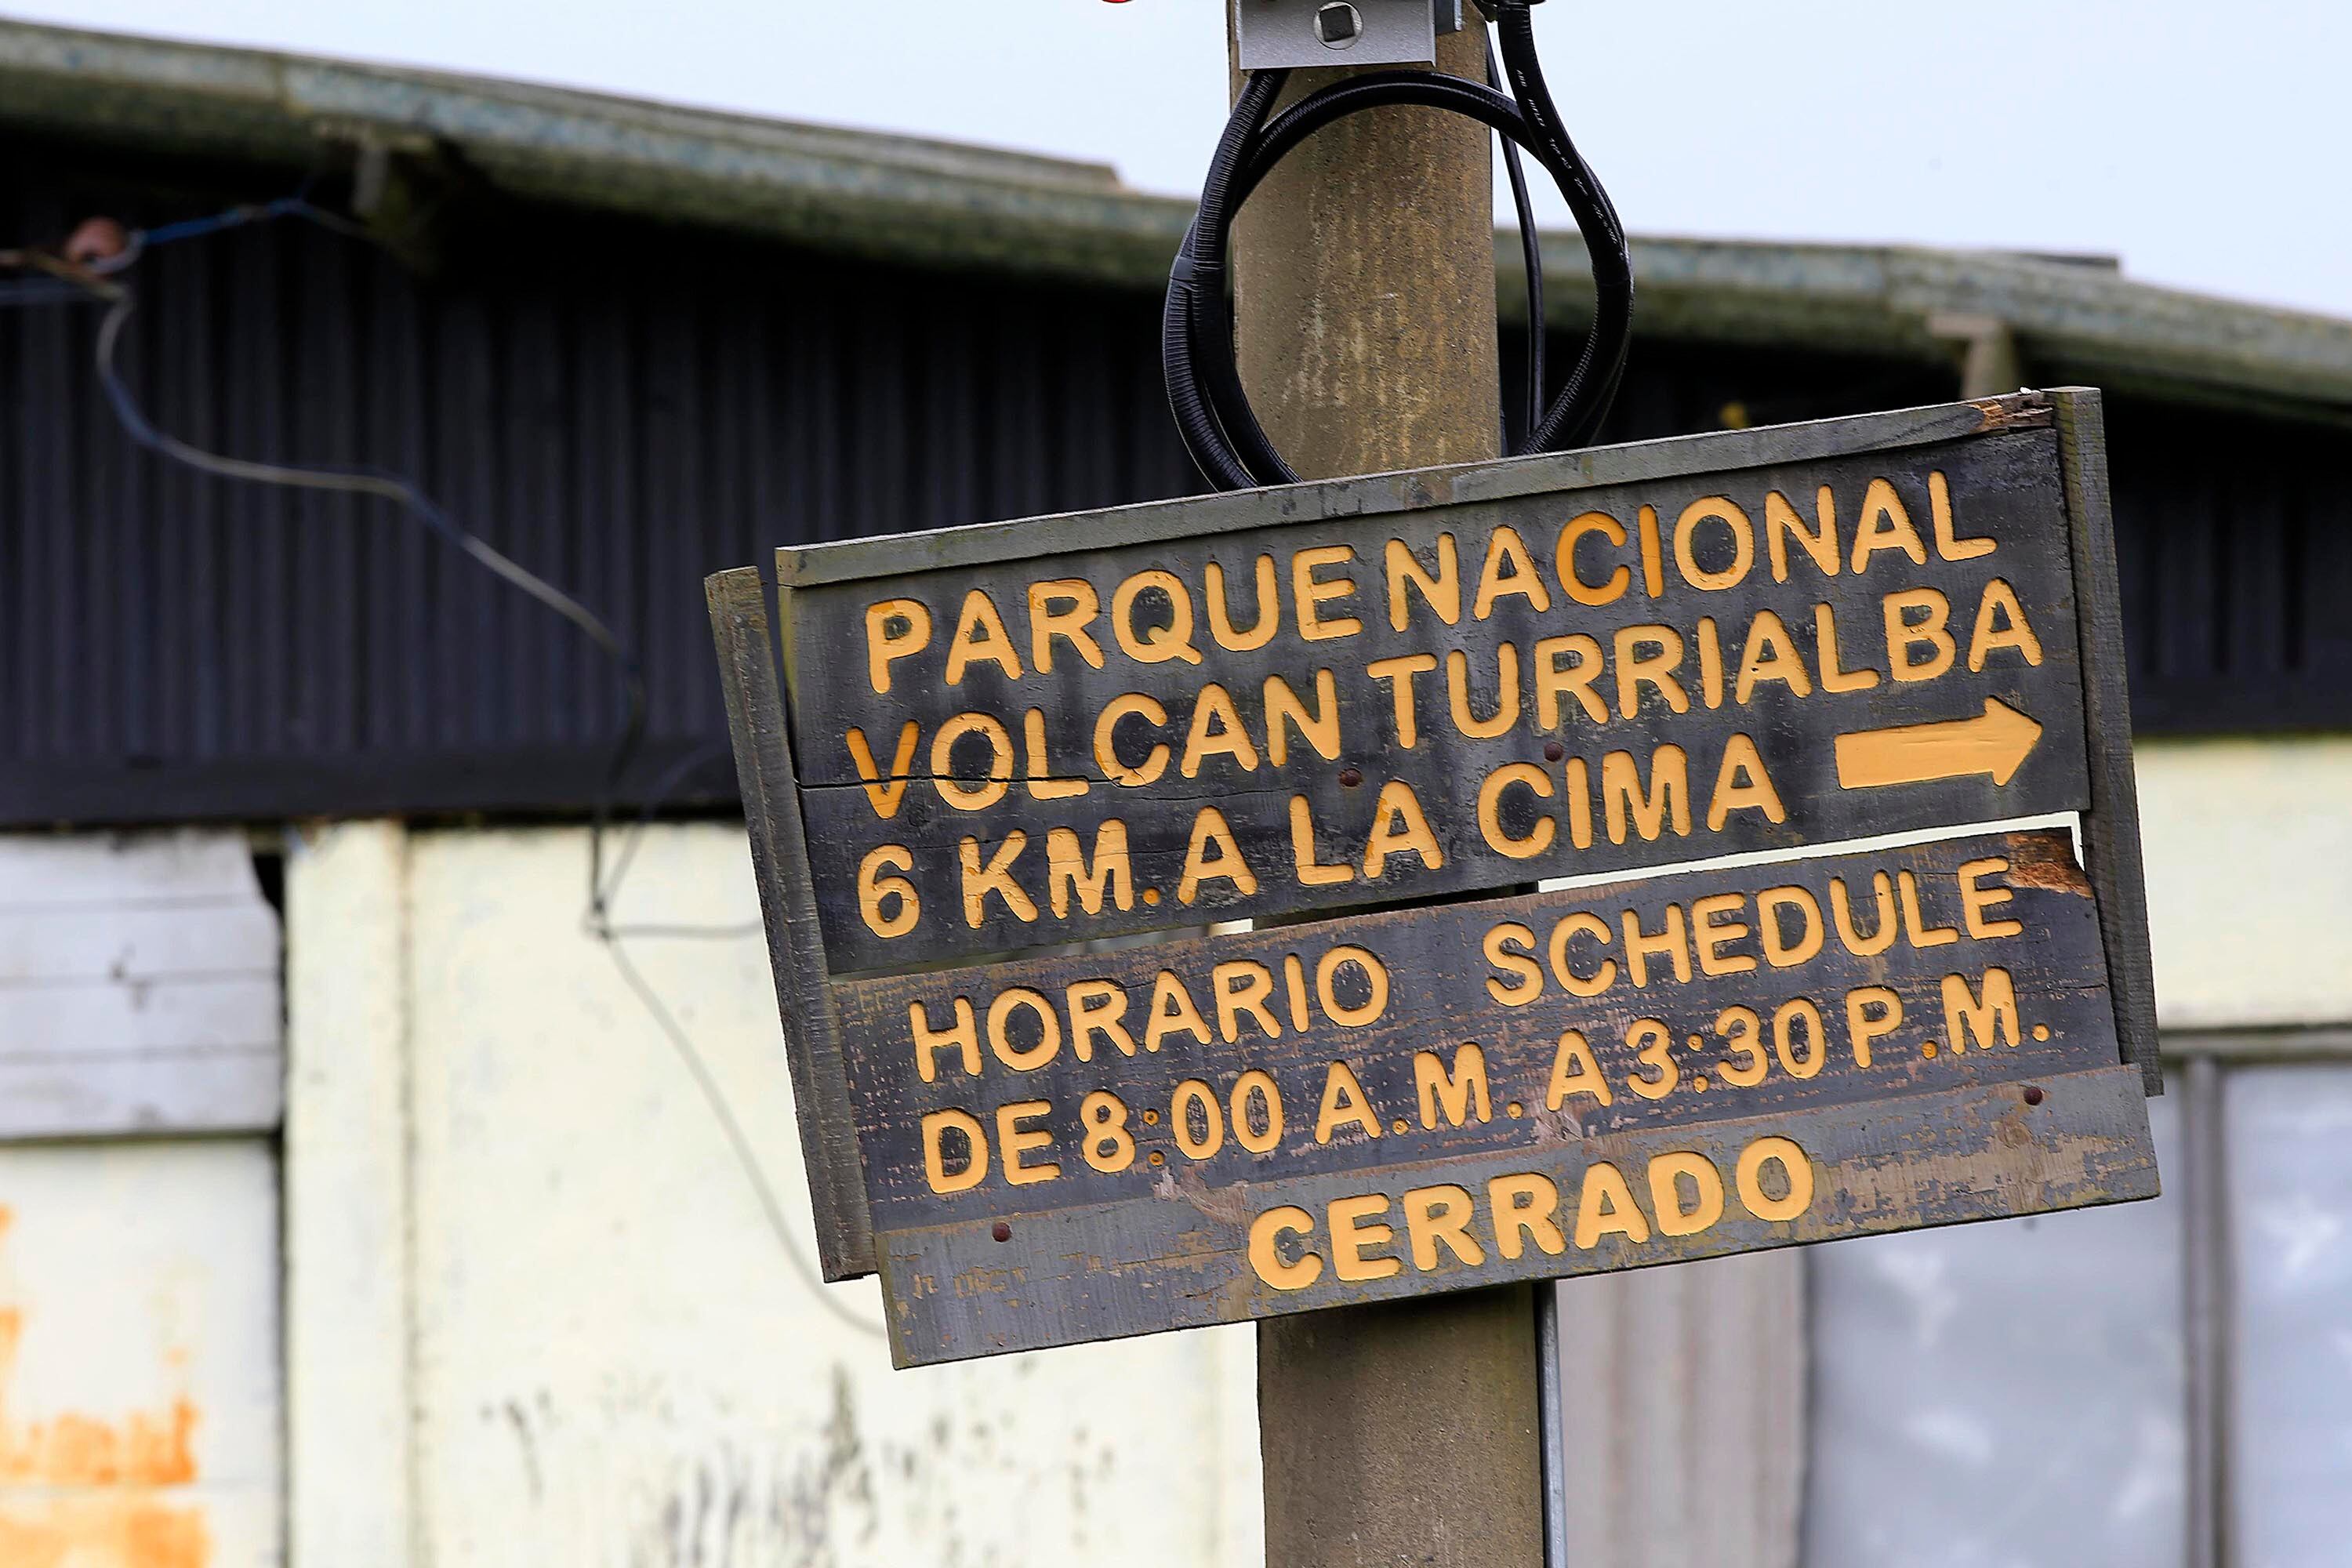 PARQUE NACIONAL
VOLCAN TURRIALBA
6 KM. A LA CIMA
HORARIO SCHEDULE
DE 8:00 A.M. A 3:30 P.M.
CERRADO